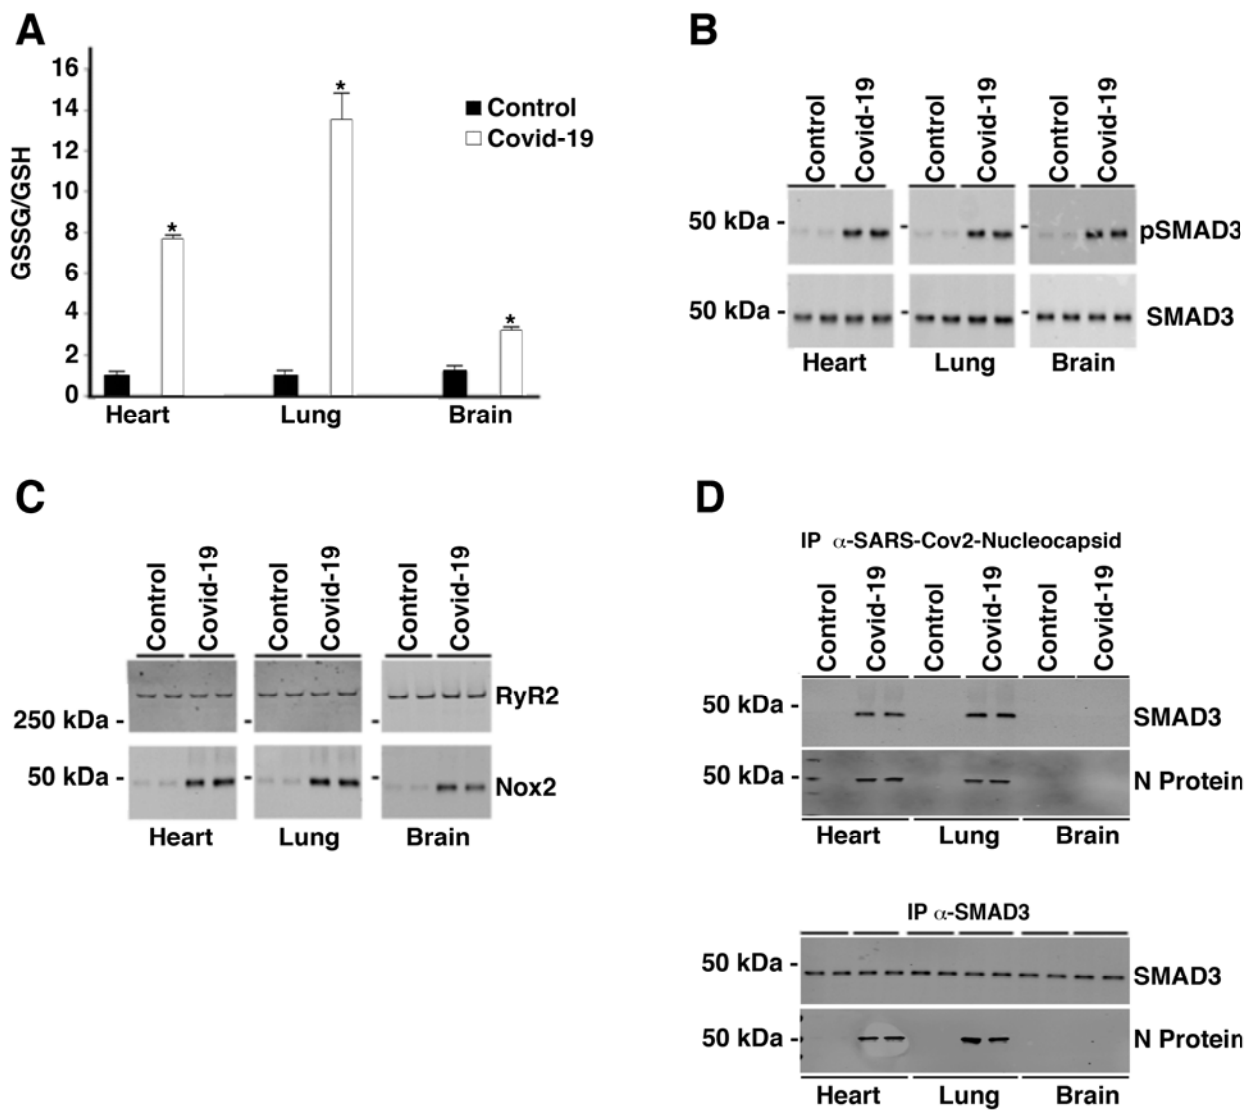 A
16
14
12
10
8
6
4
2
0
GSSG/GSH
* * *
Control
Covid-19
Heart Lung Brain
B
Control Covid-19 Control Covid-19 Control Covid-19
50 kDa - - - pSMAD3
50 kDa - - - SMAD3
Heart Lung Brain
C
Control Covid-19 Control Covid-19 Control Covid-19
RyR2
250 kDa - - -
50 kDa - - - Nox2
Heart Lung Brain
D
IP α-SARS-Cov2-Nucleocapsid
Control Covid-19 Control Covid-19 Control Covid-19
50 kDa - SMAD3
50 kDa - N Protein
Heart Lung Brain
IP α-SMAD3
50 kDa - SMAD3
50 kDa - N Protein
Heart Lung Brain